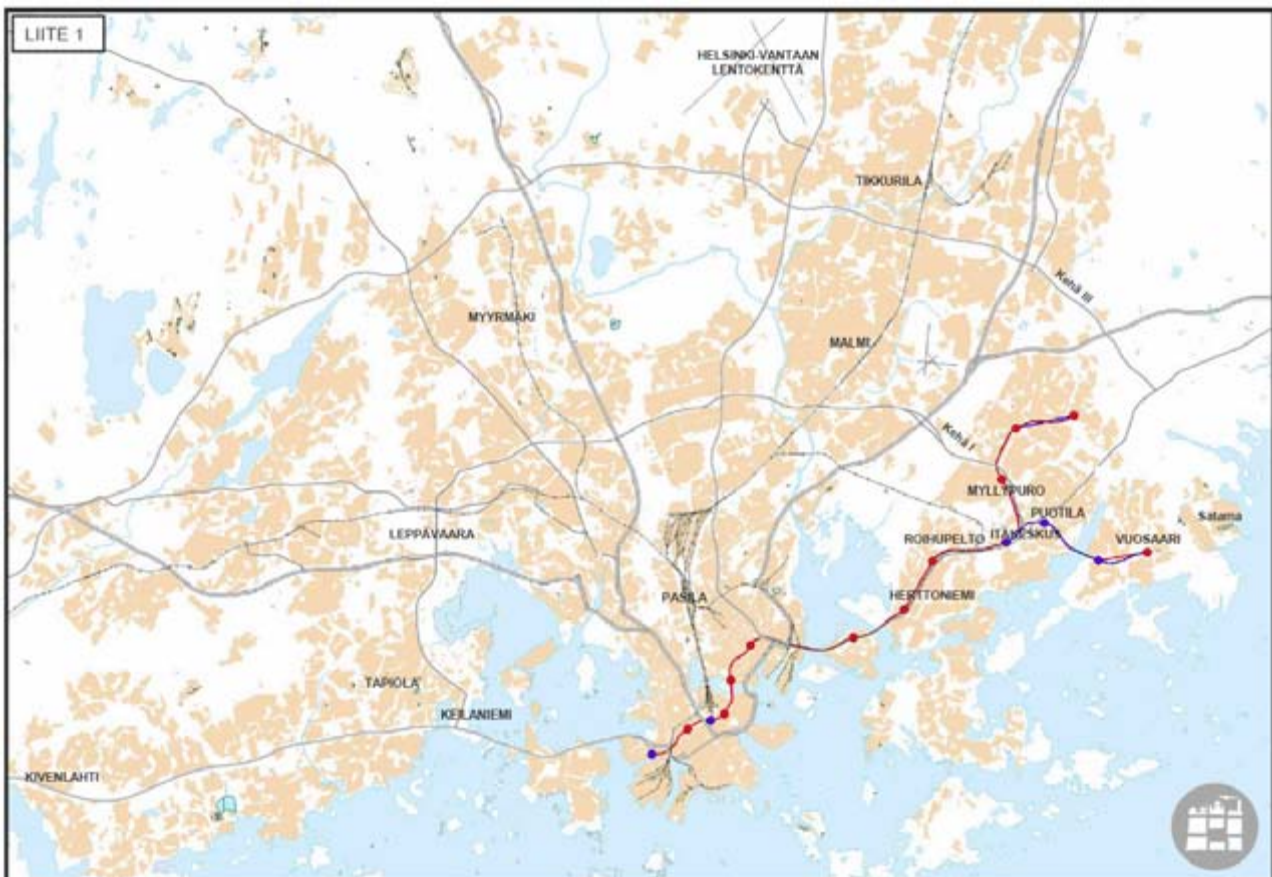 LIITE 1
HELSINKI-VANTAAN
LENTOKENTTÄ
TIKKURILA
Kehä III
MYYRMÄKI
MALMI
Kehä I
MYLLYPURO
PUOTILA
Satama
LEPPÄVAARA
ROIHUPELTO
ITÄKESKUS
VUOSAARI
PASILA
HERTTONIEMI
TAPIOLA
KEILANIEMI
KIVENLAHTI